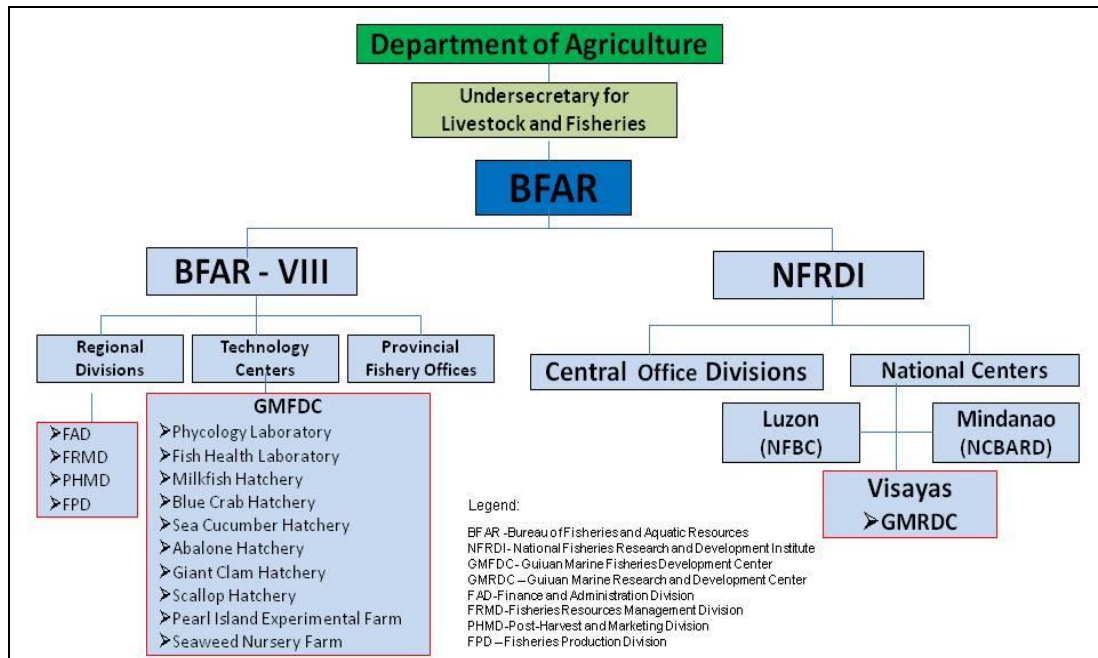 Department of Agriculture
Undersecretary for
Livestock and Fisheries
BFAR
BFAR - VIII
NFRDI
Regional
Divisions
Technology
Centers
Provincial
Fishery Offices
Central Office Divisions
National Centers
➢FAD
➢FRMD
➢PHMD
➢FPD
GMFDC
➢Phycology Laboratory
➢Fish Health Laboratory
➢Milkfish Hatchery
➢Blue Crab Hatchery
➢Sea Cucumber Hatchery
➢Abalone Hatchery
➢Giant Clam Hatchery
➢Scallop Hatchery
➢Pearl Island Experimental Farm
➢Seaweed Nursery Farm
Luzon
(NFBC)
Mindanao
(NCBARD)
Visayas
➢GMRDC
Legend:
BFAR -Bureau of Fisheries and Aquatic Resources
NFRDI- National Fisheries Research and Development Institute
GMFDC- Guiuan Marine Fisheries Development Center
GMRDC – Guiuan Marine Research and Development Center
FAD-Finance and Administration Division
FRMD-Fisheries Resources Management Division
PHMD-Post-Harvest and Marketing Division
FPD – Fisheries Production Division